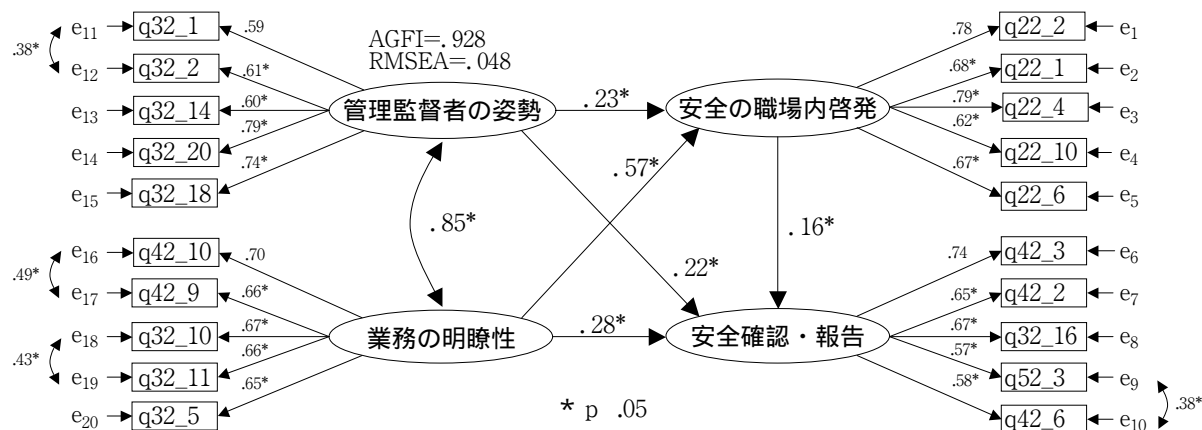 AGFI=.928
RMSEA=.048
.38*
e11
q32_1
.59
e12
q32_2
.61*
e13
q32_14
.60*
e14
q32_20
.79*
e15
q32_18
.74*
管理監督者の姿勢
.23*
安全の職場内啓発
.78
q22_2
e1
.68*
q22_1
e2
.79*
q22_4
e3
.62*
q22_10
e4
.67*
q22_6
e5
.57*
.85*
.16*
.22*
.49*
e16
q42_10
.70
e17
q42_9
.66*
.43*
e18
q32_10
.67*
e19
q32_11
.66*
e20
q32_5
.65*
業務の明瞭性
.28*
安全確認・報告
.74
q42_3
e6
.65*
q42_2
e7
.67*
q32_16
e8
.57*
q52_3
e9
.58*
q42_6
e10
.38*
* p .05